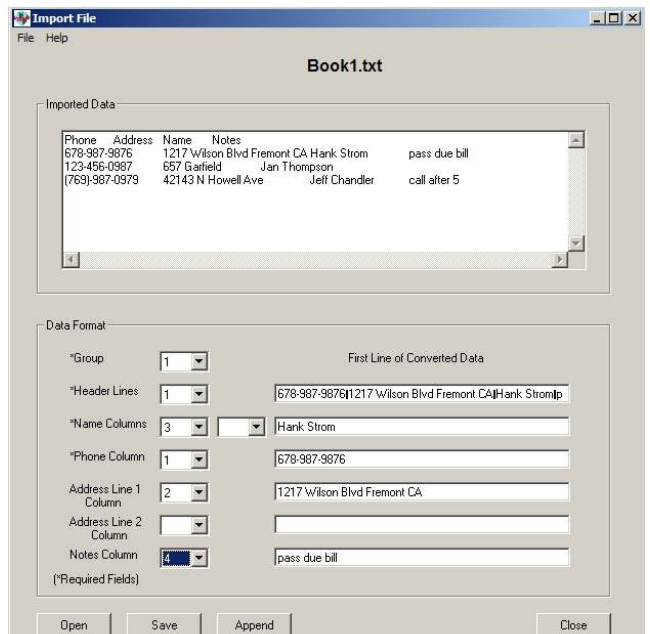 Import File
File Help
Book1.txt
Imported Data
Phone Address Name Notes
678-987-9876 1217 Wilson Blvd Fremont CA Hank Strom pass due bill
123-456-0987 657 Garfield Jan Thompson
(769)-987-0979 42143 N Howell Ave Jeff Chandler call after 5
Data Format
*Group 1 First Line of Converted Data
*Header Lines 1 678-987-9876|1217 Wilson Blvd Fremont CA|Hank Strom|p
*Name Columns 3 Hank Strom
*Phone Column 1 678-987-9876
Address Line 1 Column 2 1217 Wilson Blvd Fremont CA
Address Line 2 Column
Notes Column 4 pass due bill
(*Required Fields)
Open Save Append Close